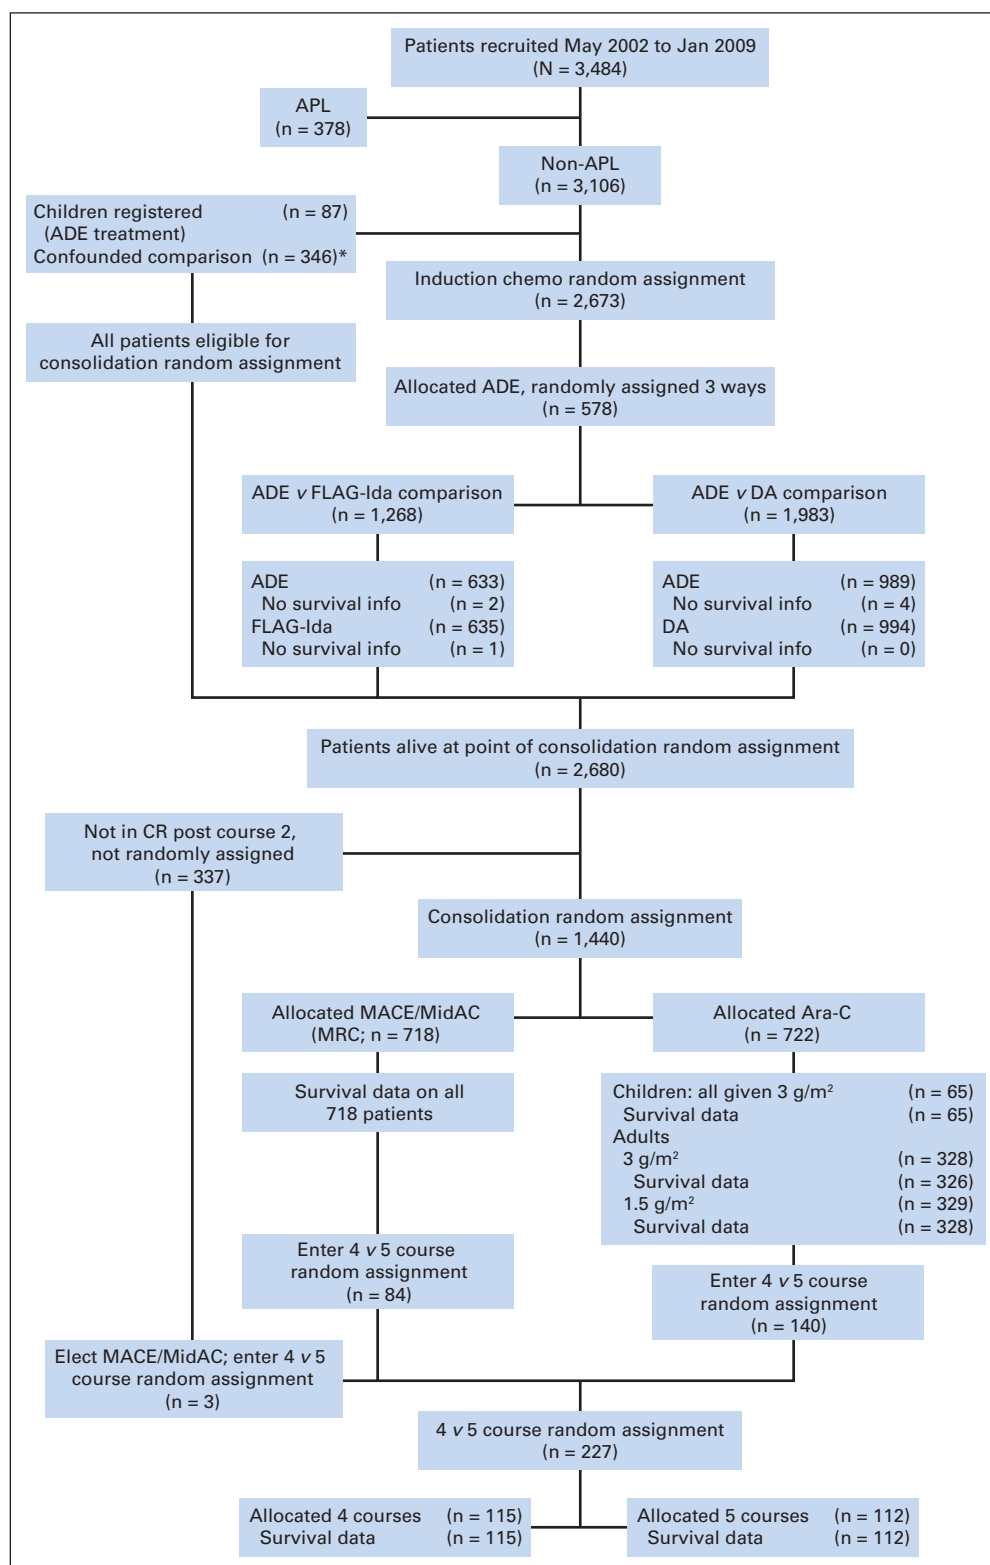 Patients recruited May 2002 to Jan 2009
(N = 3,484)
APL
(n = 378)
Non-APL
(n = 3,106)
Children registered (n = 87)
(ADE treatment)
Confounded comparison (n = 346)*
Induction chemo random assignment
(n = 2,673)
All patients eligible for
consolidation random assignment
Allocated ADE, randomly assigned 3 ways
(n = 578)
ADE v FLAG-Ida comparison
(n = 1,268)
ADE v DA comparison
(n = 1,983)
ADE (n = 633)
No survival info (n = 2)
FLAG-Ida (n = 635)
No survival info (n = 1)
ADE (n = 989)
No survival info (n = 4)
DA (n = 994)
No survival info (n = 0)
Patients alive at point of consolidation random assignment
(n = 2,680)
Not in CR post course 2,
not randomly assigned
(n = 337)
Consolidation random assignment
(n = 1,440)
Allocated MACE/MidAC
(MRC; n = 718)
Allocated Ara-C
(n = 722)
Survival data on all
718 patients
Children: all given 3 g/m² (n = 65)
Survival data (n = 65)
Adults
3 g/m² (n = 328)
Survival data (n = 326)
1.5 g/m² (n = 329)
Survival data (n = 328)
Enter 4 v 5 course
random assignment
(n = 84)
Enter 4 v 5 course
random assignment
(n = 140)
Elect MACE/MidAC; enter 4 v 5
course random assignment
(n = 3)
4 v 5 course random assignment
(n = 227)
Allocated 4 courses (n = 115)
Survival data (n = 115)
Allocated 5 courses (n = 112)
Survival data (n = 112)